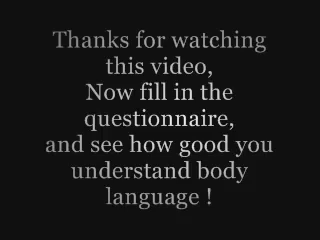 Thanks for watching
this video,
Now fill in the
questionnaire,
and see how good you
understand body
language !